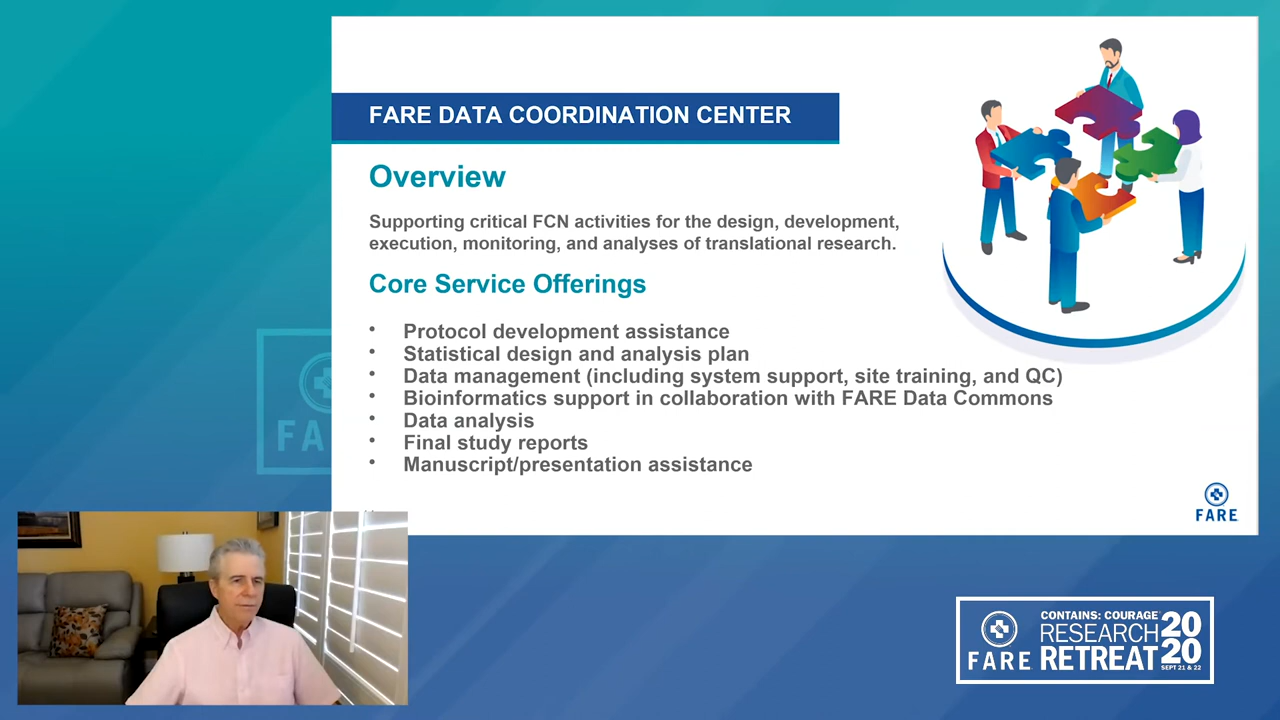 FARE DATA COORDINATION CENTER
Overview
Supporting critical FCN activities for the design, development,
execution, monitoring, and analyses of translational research.
Core Service Offerings
• Protocol development assistance
• Statistical design and analysis plan
• Data management (including system support, site training, and QC)
• Bioinformatics support in collaboration with FARE Data Commons
• Data analysis
• Final study reports
• Manuscript/presentation assistance
FARE
FA
FARE
CONTAINS: COURAGE
RESEARCH
RETREAT
20
20
SEPT 21 & 22